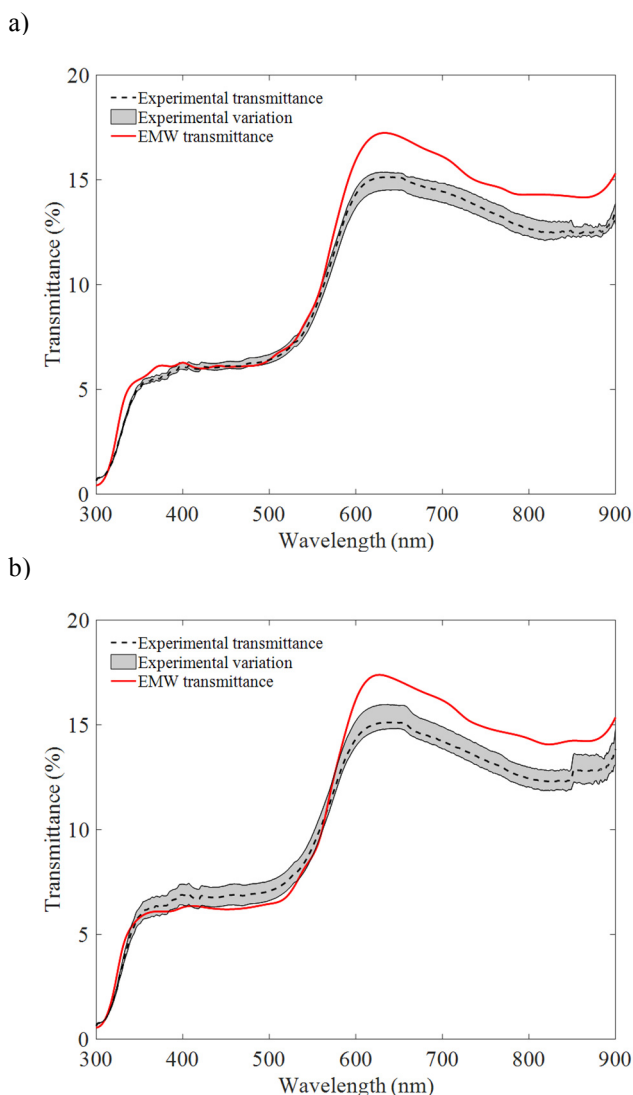 a)
20
Experimental transmittance
Experimental variation
EMW transmittance
15
Transmittance (%)
10
5
0
300 400 500 600 700 800 900
Wavelength (nm)
b)
20
Experimental transmittance
Experimental variation
EMW transmittance
15
Transmittance (%)
10
5
0
300 400 500 600 700 800 900
Wavelength (nm)